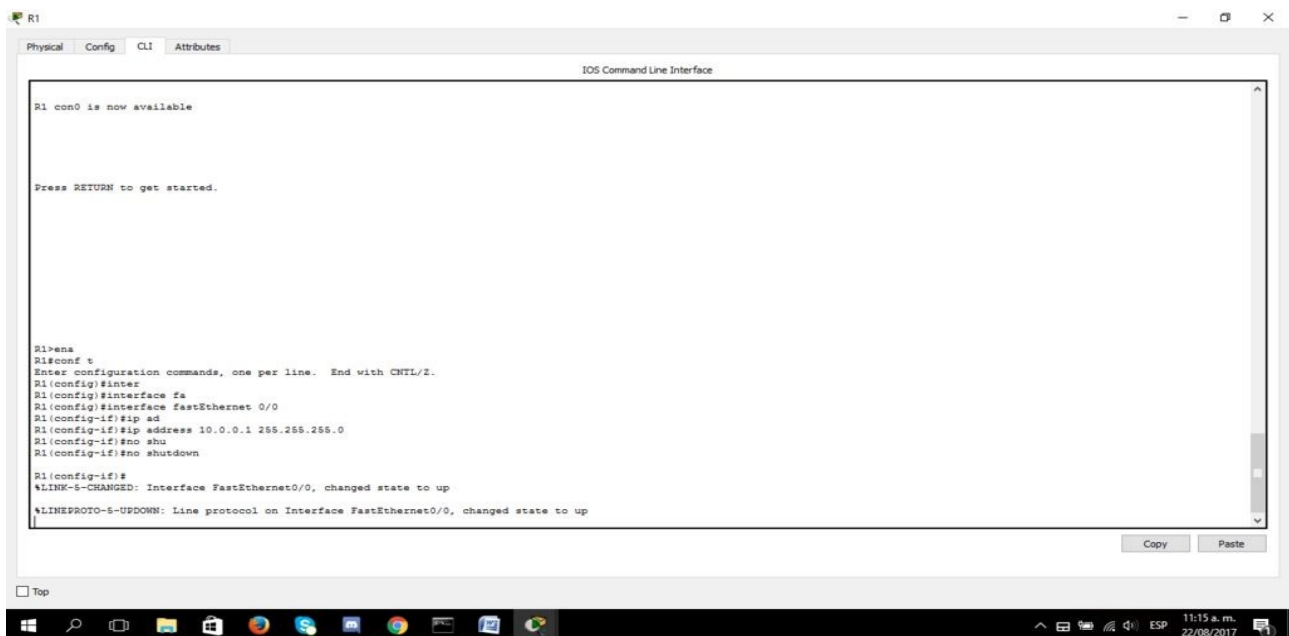 R1
Physical Config CLI Attributes
IOS Command Line Interface
R1 con0 is now available
Press RETURN to get started.
R1>ena
R1#conf t
Enter configuration commands, one per line.  End with CNTL/Z.
R1(config)#inter
R1(config)#interface fa
R1(config)#interface fastEthernet 0/0
R1(config-if)#ip ad
R1(config-if)#ip address 10.0.0.1 255.255.255.0
R1(config-if)#no shu
R1(config-if)#no shutdown
R1(config-if)#
%LINK-5-CHANGED: Interface FastEthernet0/0, changed state to up
%LINEPROTO-5-UPDOWN: Line protocol on Interface FastEthernet0/0, changed state to up
Copy Paste
Top
ESP 11:15 a. m.
22/08/2017